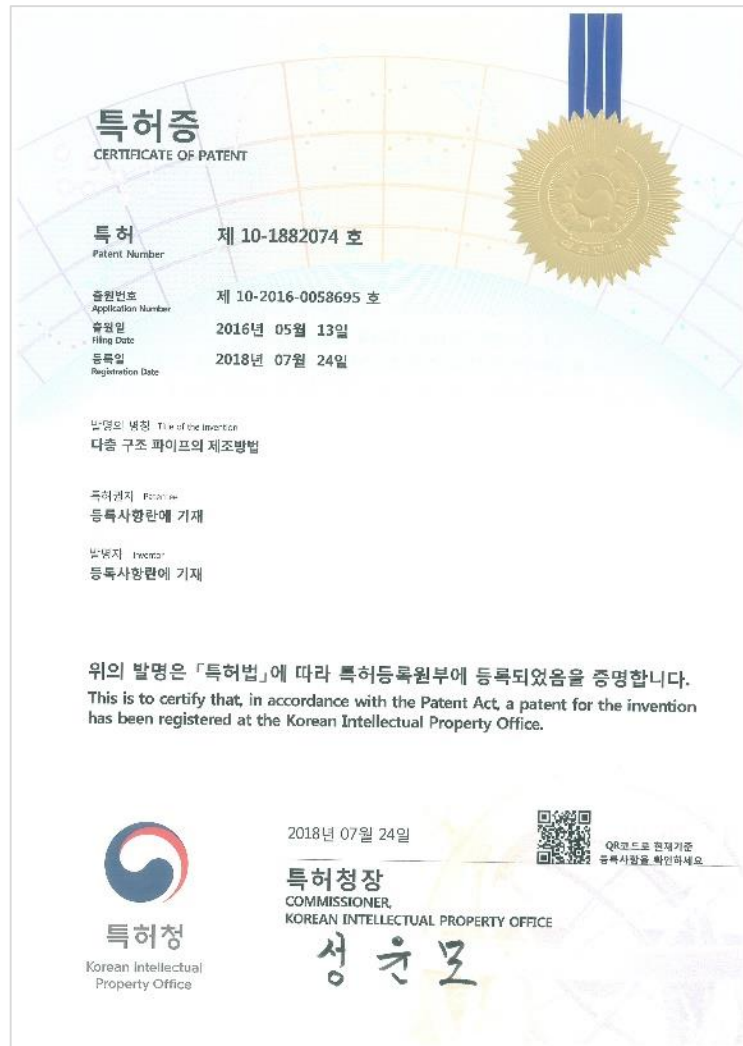 특허증
CERTIFICATE OF PATENT
특허 제 10-1882074 호
Patent Number
출원번호 제 10-2016-0058695 호
Application Number
출원일 2016년 05월 13일
Filing Date
등록일 2018년 07월 24일
Registration Date
발명의 명칭 Title of the Invention
다층 구조 파이프의 제조방법
특허권자 Patentee
등록사항란에 기재
발명자 Inventor
등록사항란에 기재
위의 발명은 「특허법」에 따라 특허등록원부에 등록되었음을 증명합니다.
This is to certify that, in accordance with the Patent Act, a patent for the invention
has been registered at the Korean Intellectual Property Office.
2018년 07월 24일
QR코드로 현재기준
등록사항을 확인하세요
특허청장
COMMISSIONER,
KOREAN INTELLECTUAL PROPERTY OFFICE
성윤모
특허청
Korean Intellectual
Property Office